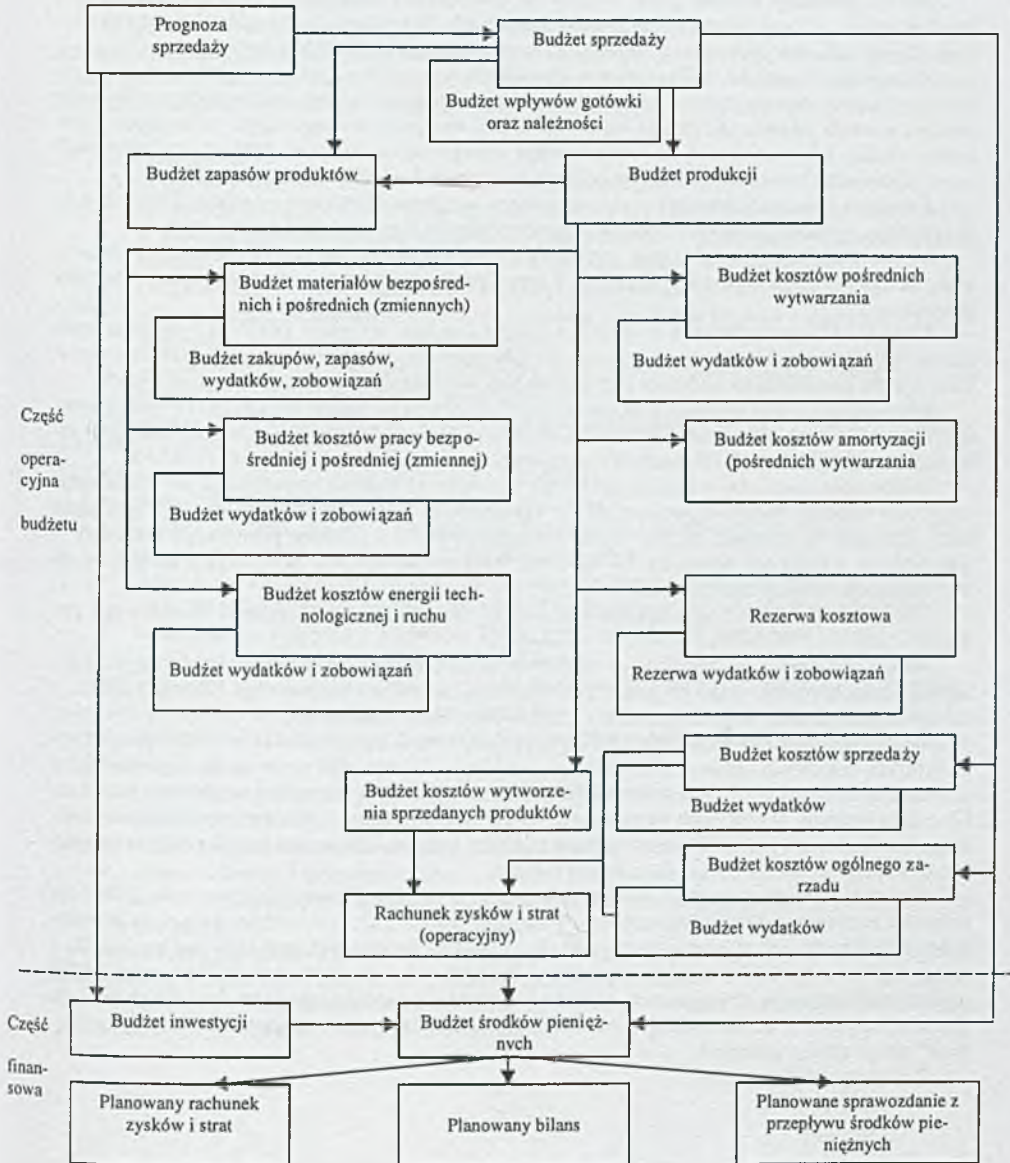 Prognoza
sprzedaży
Budżet sprzedaży
Budżet wpływów gotówki
oraz należności
Budżet zapasów produktów
Budżet produkcji
Budżet materiałów bezpośred-
nich i pośrednich (zmiennych)
Budżet zakupów, zapasów,
wydatków, zobowiązań
Budżet kosztów pośrednich
wytwarzania
Budżet wydatków i zobowiązań
Część
opera-
cyjna
budżetu
Budżet kosztów pracy bezpo-
średniej i pośredniej (zmiennej)
Budżet wydatków i zobowiązań
Budżet kosztów amortyzacji
(pośrednich wytwarzania
Budżet kosztów energii tech-
nologicznej i ruchu
Budżet wydatków i zobowiązań
Rezerwa kosztowa
Rezerwa wydatków i zobowiązań
Budżet kosztów sprzedaży
Budżet wydatków
Budżet kosztów wytworze-
nia sprzedanych produktów
Budżet kosztów ogólnego za-
rządu
Budżet wydatków
Rachunek zysków i strat
(operacyjny)
Część
finan-
sowa
Budżet inwestycji
Budżet środków pienięż-
nych
Planowany rachunek
zysków i strat
Planowany bilans
Planowane sprawozdanie z
przepływu środków pie-
niężnych